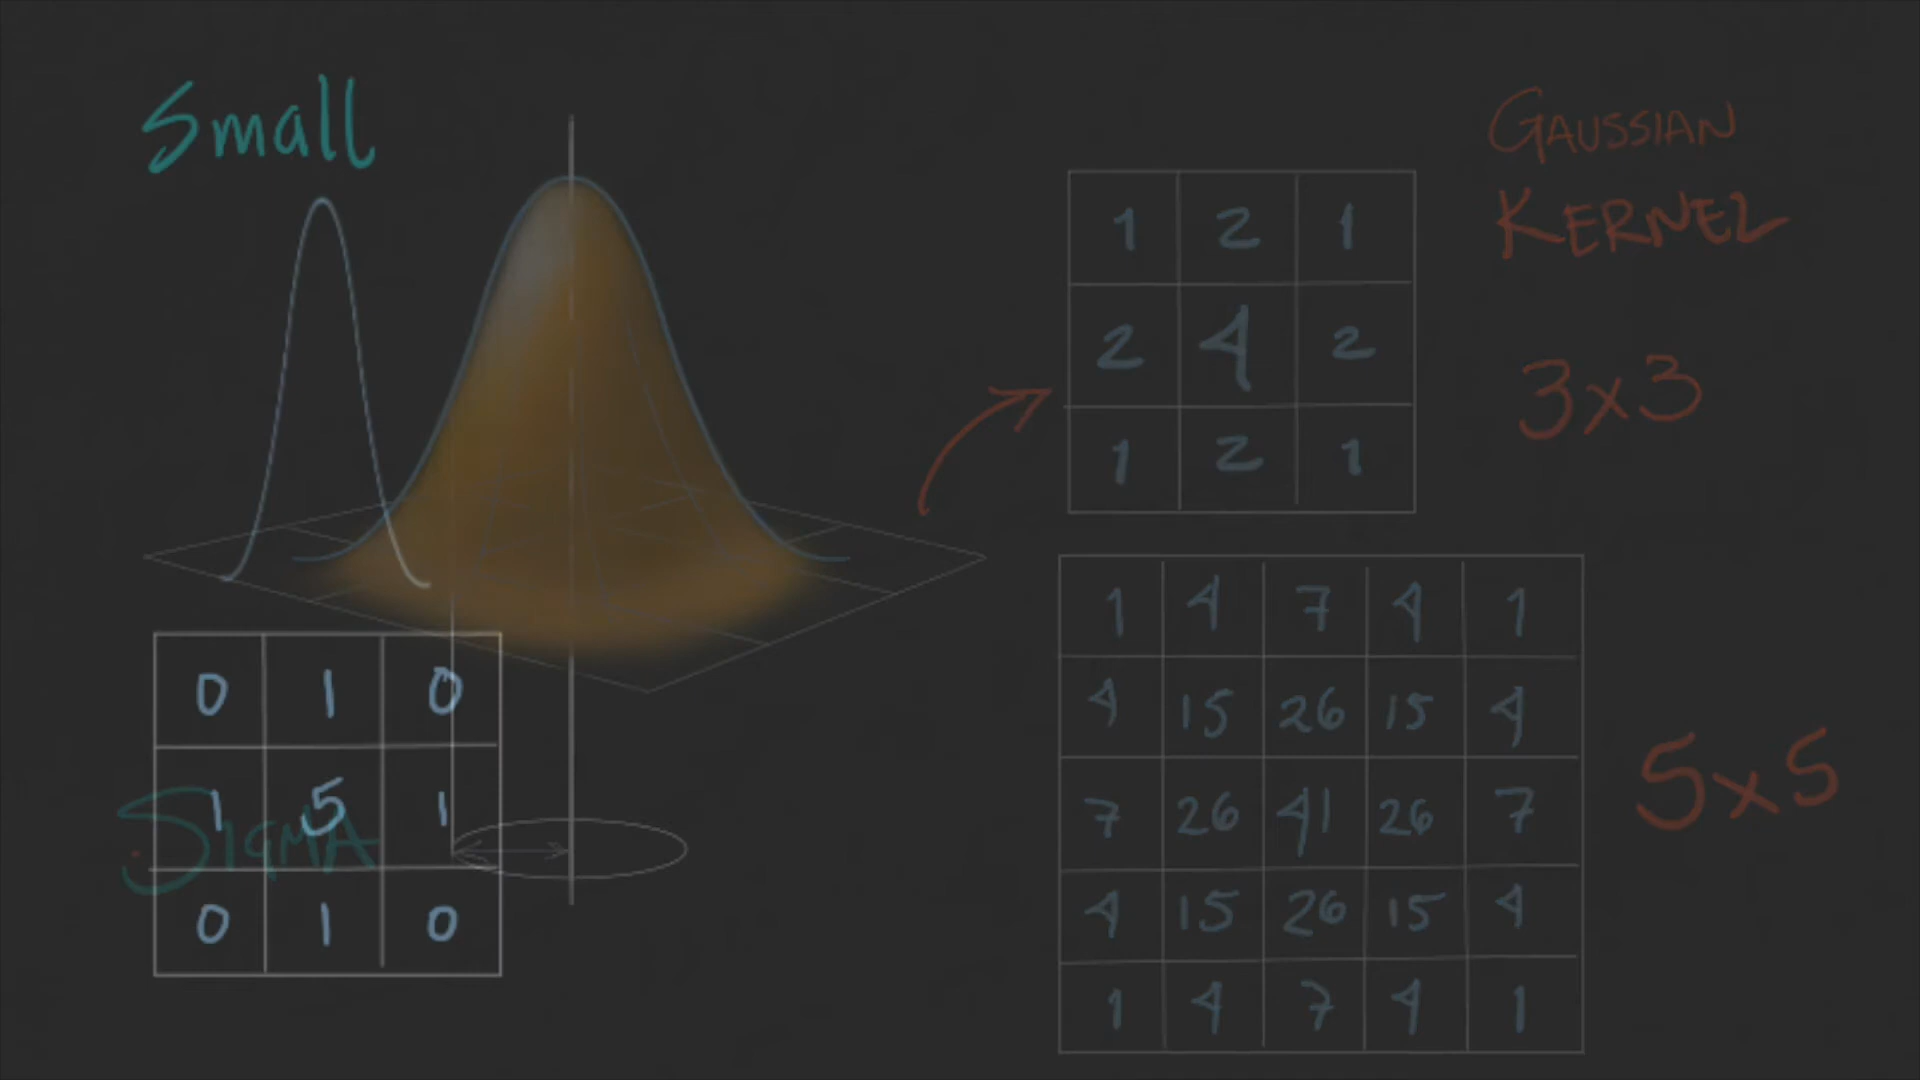 Small
GAUSSIAN
KERNEL
1 2 1
2 4 2
1 2 1
3x3
0 1 0
1 5 1
0 1 0
SIGMA
1 4 7 4 1
4 15 26 15 4
7 26 41 26 7
4 15 26 15 4
1 4 7 4 1
5x5